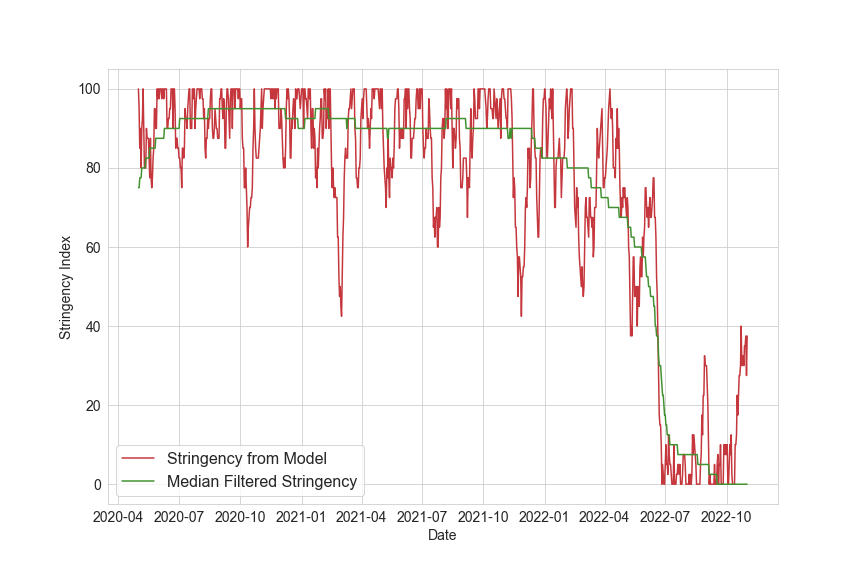 100
80
60
40
20
0
Stringency Index
Stringency from Model
Median Filtered Stringency
2020-04 2020-07 2020-10 2021-01 2021-04 2021-07 2021-10 2022-01 2022-04 2022-07 2022-10
Date